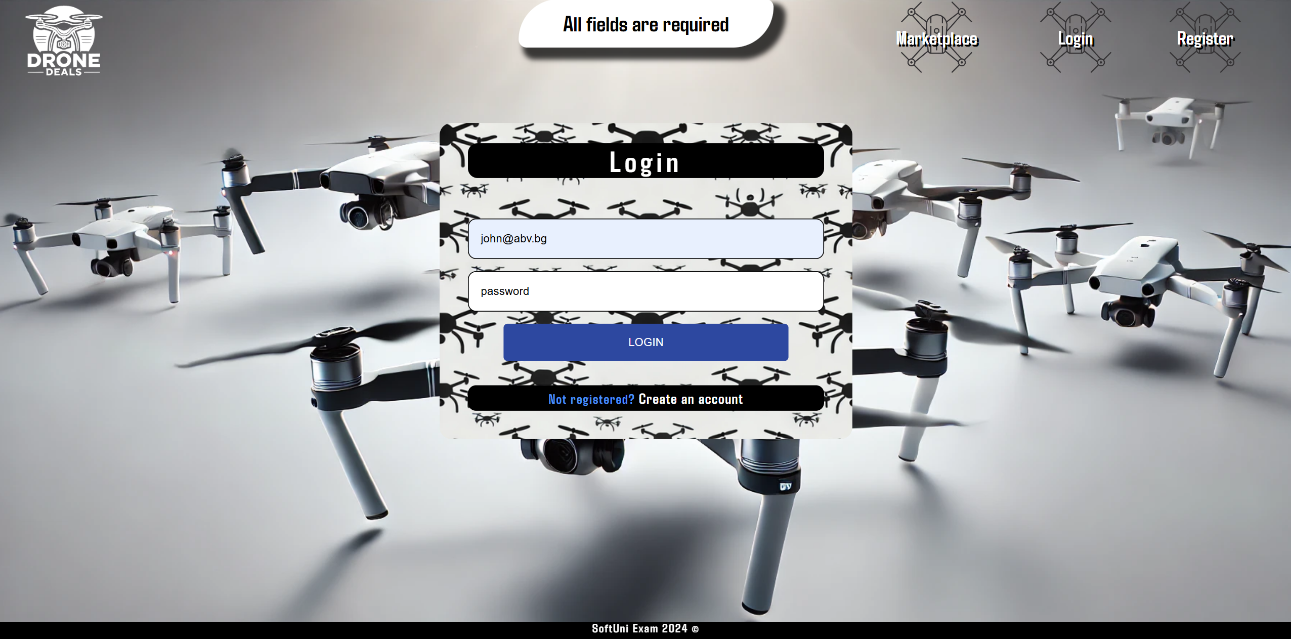 DRONE
DEALS
All fields are required
Marketplace
Login
Register
Login
john@abv.bg
password
LOGIN
Not registered? Create an account
SoftUni Exam 2024 ©